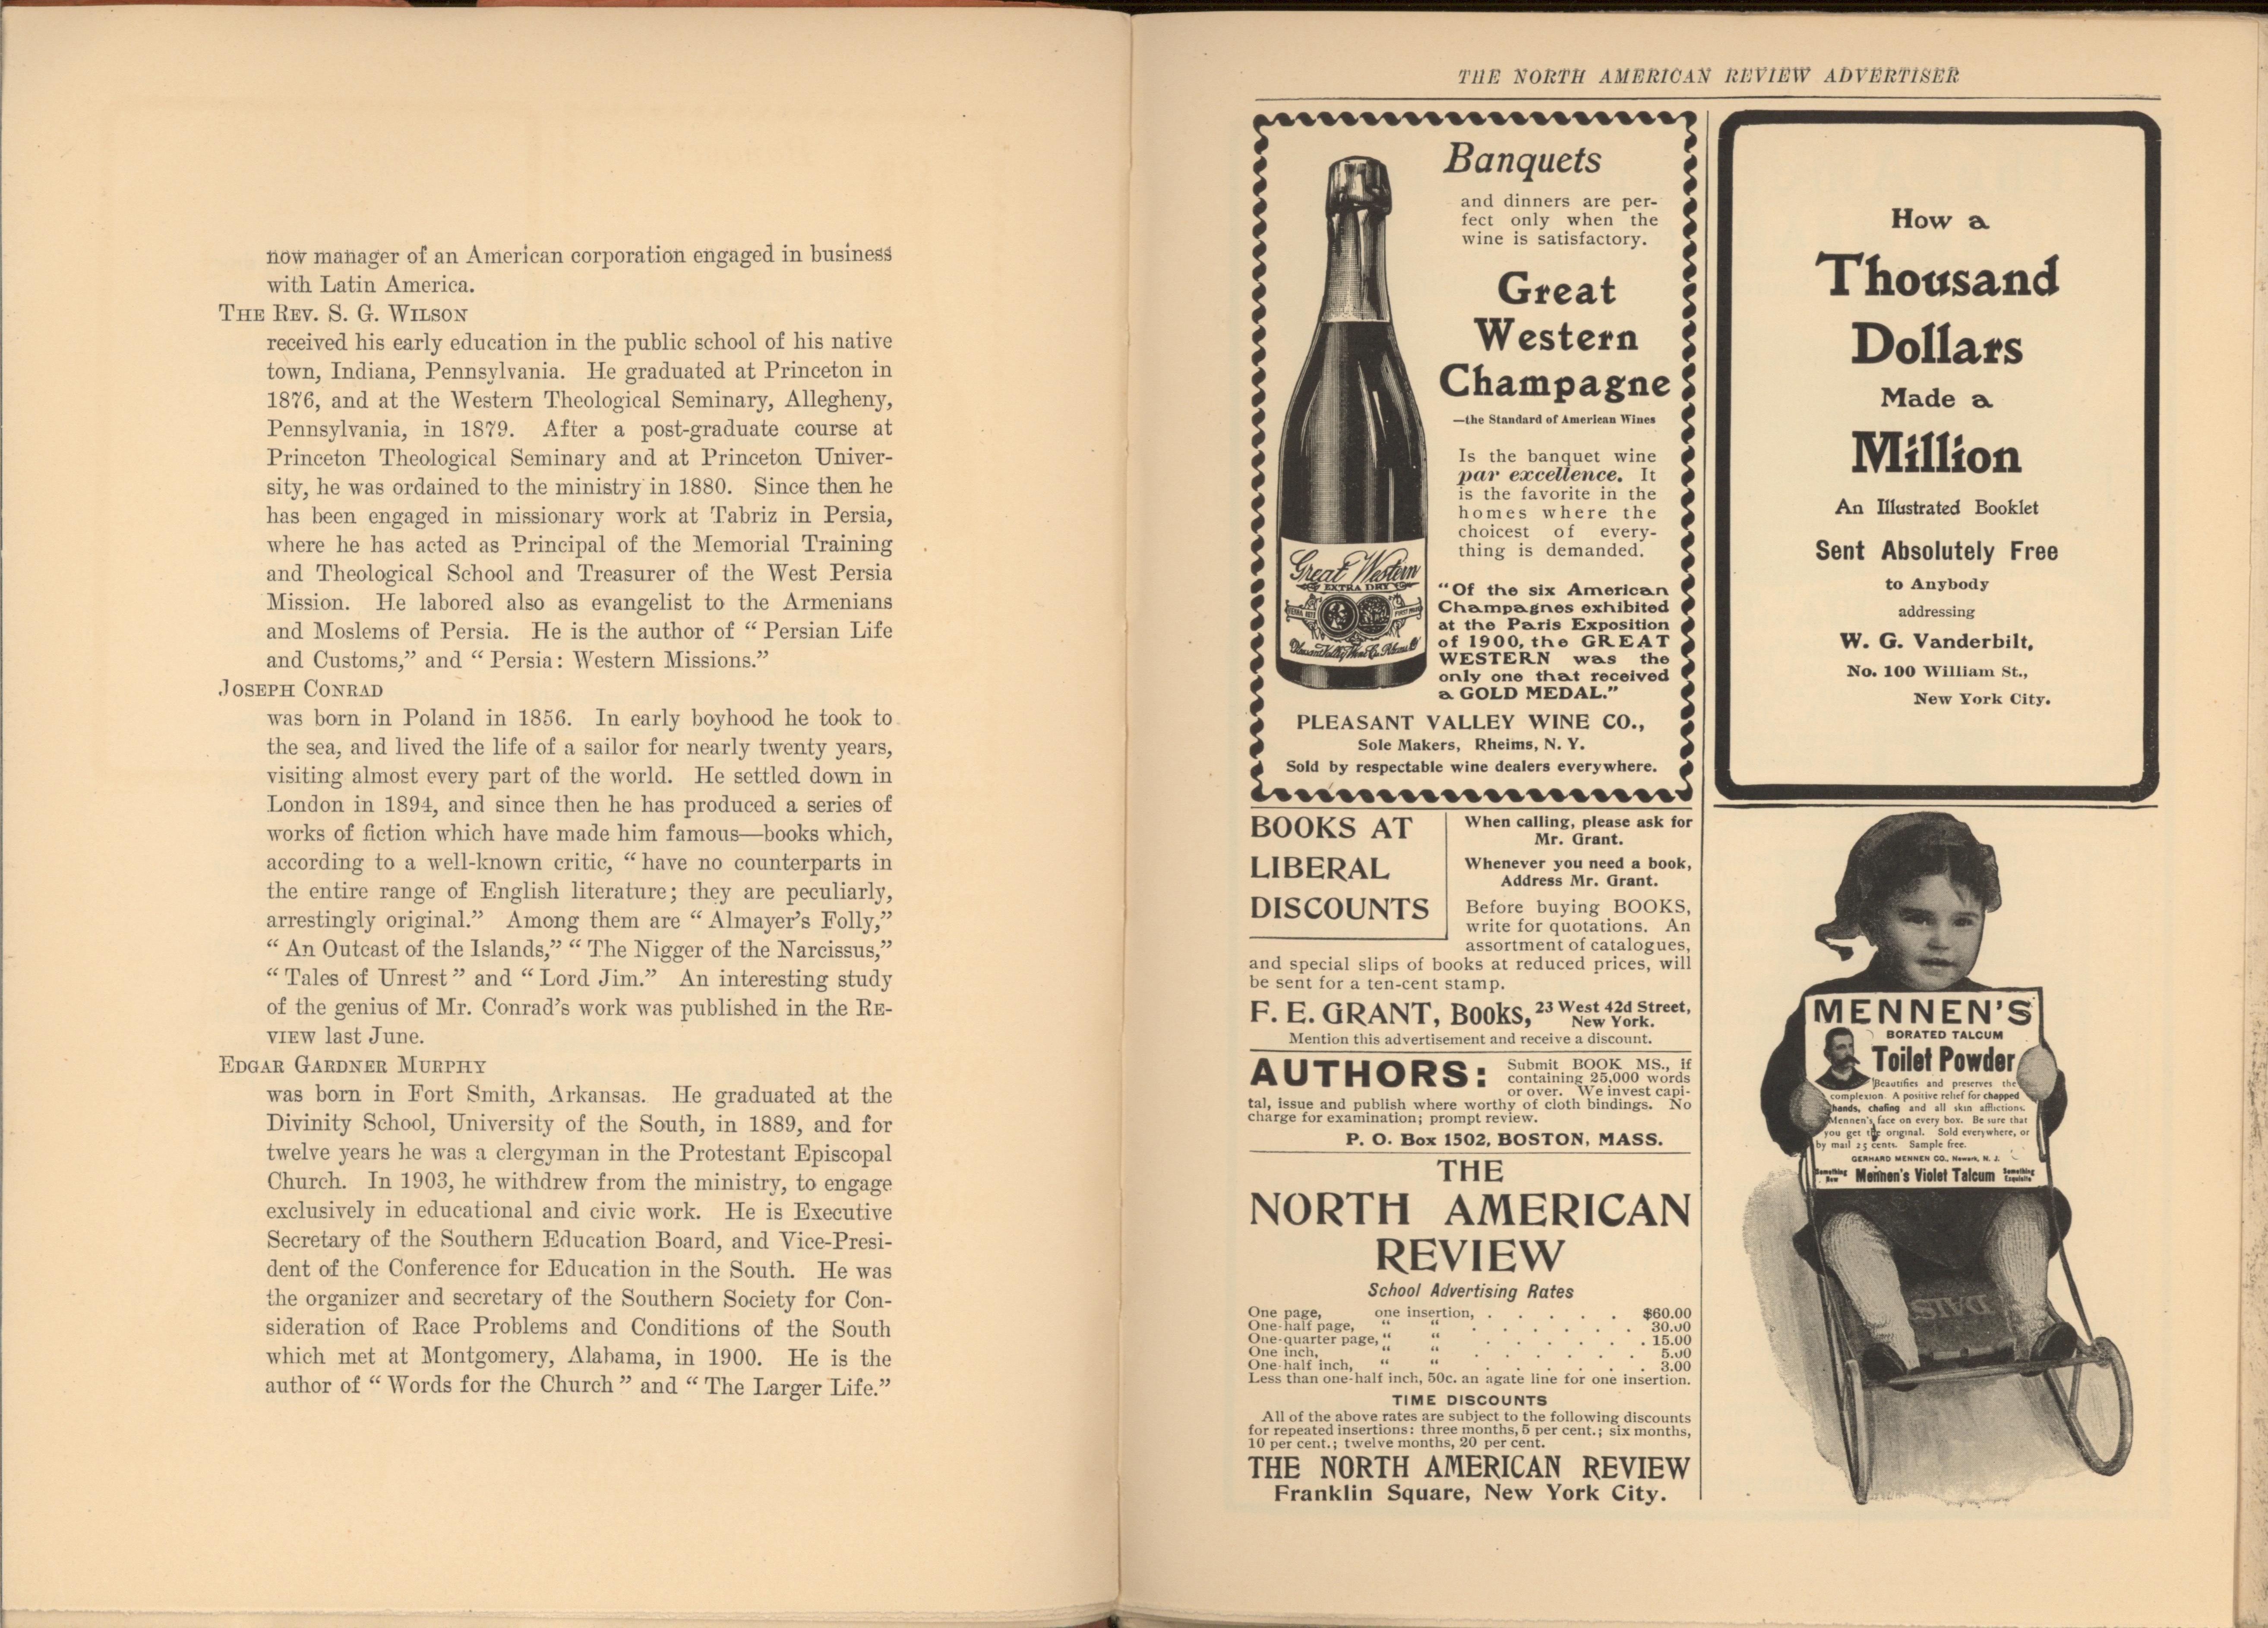 now manager of an American corporation engaged in business
with Latin America.
THE REV. S. G. WILSON
received his early education in the public school of his native
town, Indiana, Pennsylvania. He graduated at Princeton in
1876, and at the Western Theological Seminary, Allegheny,
Pennsylvania, in 1879. After a post-graduate course at
Princeton Theological Seminary and at Princeton Univer-
sity, he was ordained to the ministry in 1880. Since then he
has been engaged in missionary work at Tabriz in Persia,
where he has acted as Principal of the Memorial Training
and Theological School and Treasurer of the West Persia
Mission. He labored also as evangelist to the Armenians
and Moslems of Persia. He is the author of “ Persian Life
and Customs,” and “ Persia: Western Missions.”
JOSEPH CONRAD
was born in Poland in 1856. In early boyhood he took to
the sea, and lived the life of a sailor for nearly twenty years,
visiting almost every part of the world. He settled down in
London in 1894, and since then he has produced a series of
works of fiction which have made him famous—books which,
according to a well-known critic, “ have no counterparts in
the entire range of English literature; they are peculiarly,
arrestingly original.” Among them are “ Almayer’s Folly,”
“ An Outcast of the Islands,” “ The Nigger of the Narcissus,”
“ Tales of Unrest ” and “ Lord Jim.” An interesting study
of the genius of Mr. Conrad’s work was published in the RE-
VIEW last June.
EDGAR GARDNER MURPHY
was born in Fort Smith, Arkansas. He graduated at the
Divinity School, University of the South, in 1889, and for
twelve years he was a clergyman in the Protestant Episcopal
Church. In 1903, he withdrew from the ministry, to engage
exclusively in educational and civic work. He is Executive
Secretary of the Southern Education Board, and Vice-Presi-
dent of the Conference for Education in the South. He was
the organizer and secretary of the Southern Society for Con-
sideration of Race Problems and Conditions of the South
which met at Montgomery, Alabama, in 1900. He is the
author of “ Words for the Church ” and “ The Larger Life.”
THE NORTH AMERICAN REVIEW ADVERTISER
Banquets
and dinners are per-
fect only when the
wine is satisfactory.
Great
Western
Champagne
—the Standard of American Wines
Is the banquet wine
par excellence. It
is the favorite in the
homes where the
choicest of every-
thing is demanded.
“Of the six American
Champagnes exhibited
at the Paris Exposition
of 1900, the GREAT
WESTERN was the
only one that received
a GOLD MEDAL.”
Great Western
EXTRA DRY
Pleasant Valley Wine Co. Rheims N.Y.
PLEASANT VALLEY WINE CO.,
Sole Makers, Rheims, N. Y.
Sold by respectable wine dealers everywhere.
BOOKS AT
LIBERAL
DISCOUNTS
When calling, please ask for
Mr. Grant.
Whenever you need a book,
Address Mr. Grant.
Before buying BOOKS,
write for quotations. An
assortment of catalogues,
and special slips of books at reduced prices, will
be sent for a ten-cent stamp.
F. E. GRANT, Books, 23 West 42d Street,
New York.
Mention this advertisement and receive a discount.
AUTHORS: Submit BOOK MS., if
containing 25,000 words
or over. We invest capi-
tal, issue and publish where worthy of cloth bindings. No
charge for examination; prompt review.
P. O. Box 1502, BOSTON, MASS.
THE
NORTH AMERICAN
REVIEW
School Advertising Rates
One page, one insertion, . . . . . $60.00
One-half page, “ “ . . . . . . 30.00
One-quarter page, “ “ . . . . . . 15.00
One inch, “ “ . . . . . . 5.00
One-half inch, “ “ . . . . . . 3.00
Less than one-half inch, 50c. an agate line for one insertion.
TIME DISCOUNTS
All of the above rates are subject to the following discounts
for repeated insertions: three months, 5 per cent.; six months,
10 per cent.; twelve months, 20 per cent.
THE NORTH AMERICAN REVIEW
Franklin Square, New York City.
How a
Thousand
Dollars
Made a
Million
An Illustrated Booklet
Sent Absolutely Free
to Anybody
addressing
W. G. Vanderbilt,
No. 100 William St.,
New York City.
MENNEN’S
BORATED TALCUM
Toilet Powder
Beautifies and preserves the
complexion. A positive relief for chapped
hands, chafing and all skin afflictions.
Mennen’s face on every box. Be sure that
you get the original. Sold everywhere, or
by mail 25 cents. Sample free.
GERHARD MENNEN CO., Newark, N. J.
Something New Mennen’s Violet Talcum Something Exquisite